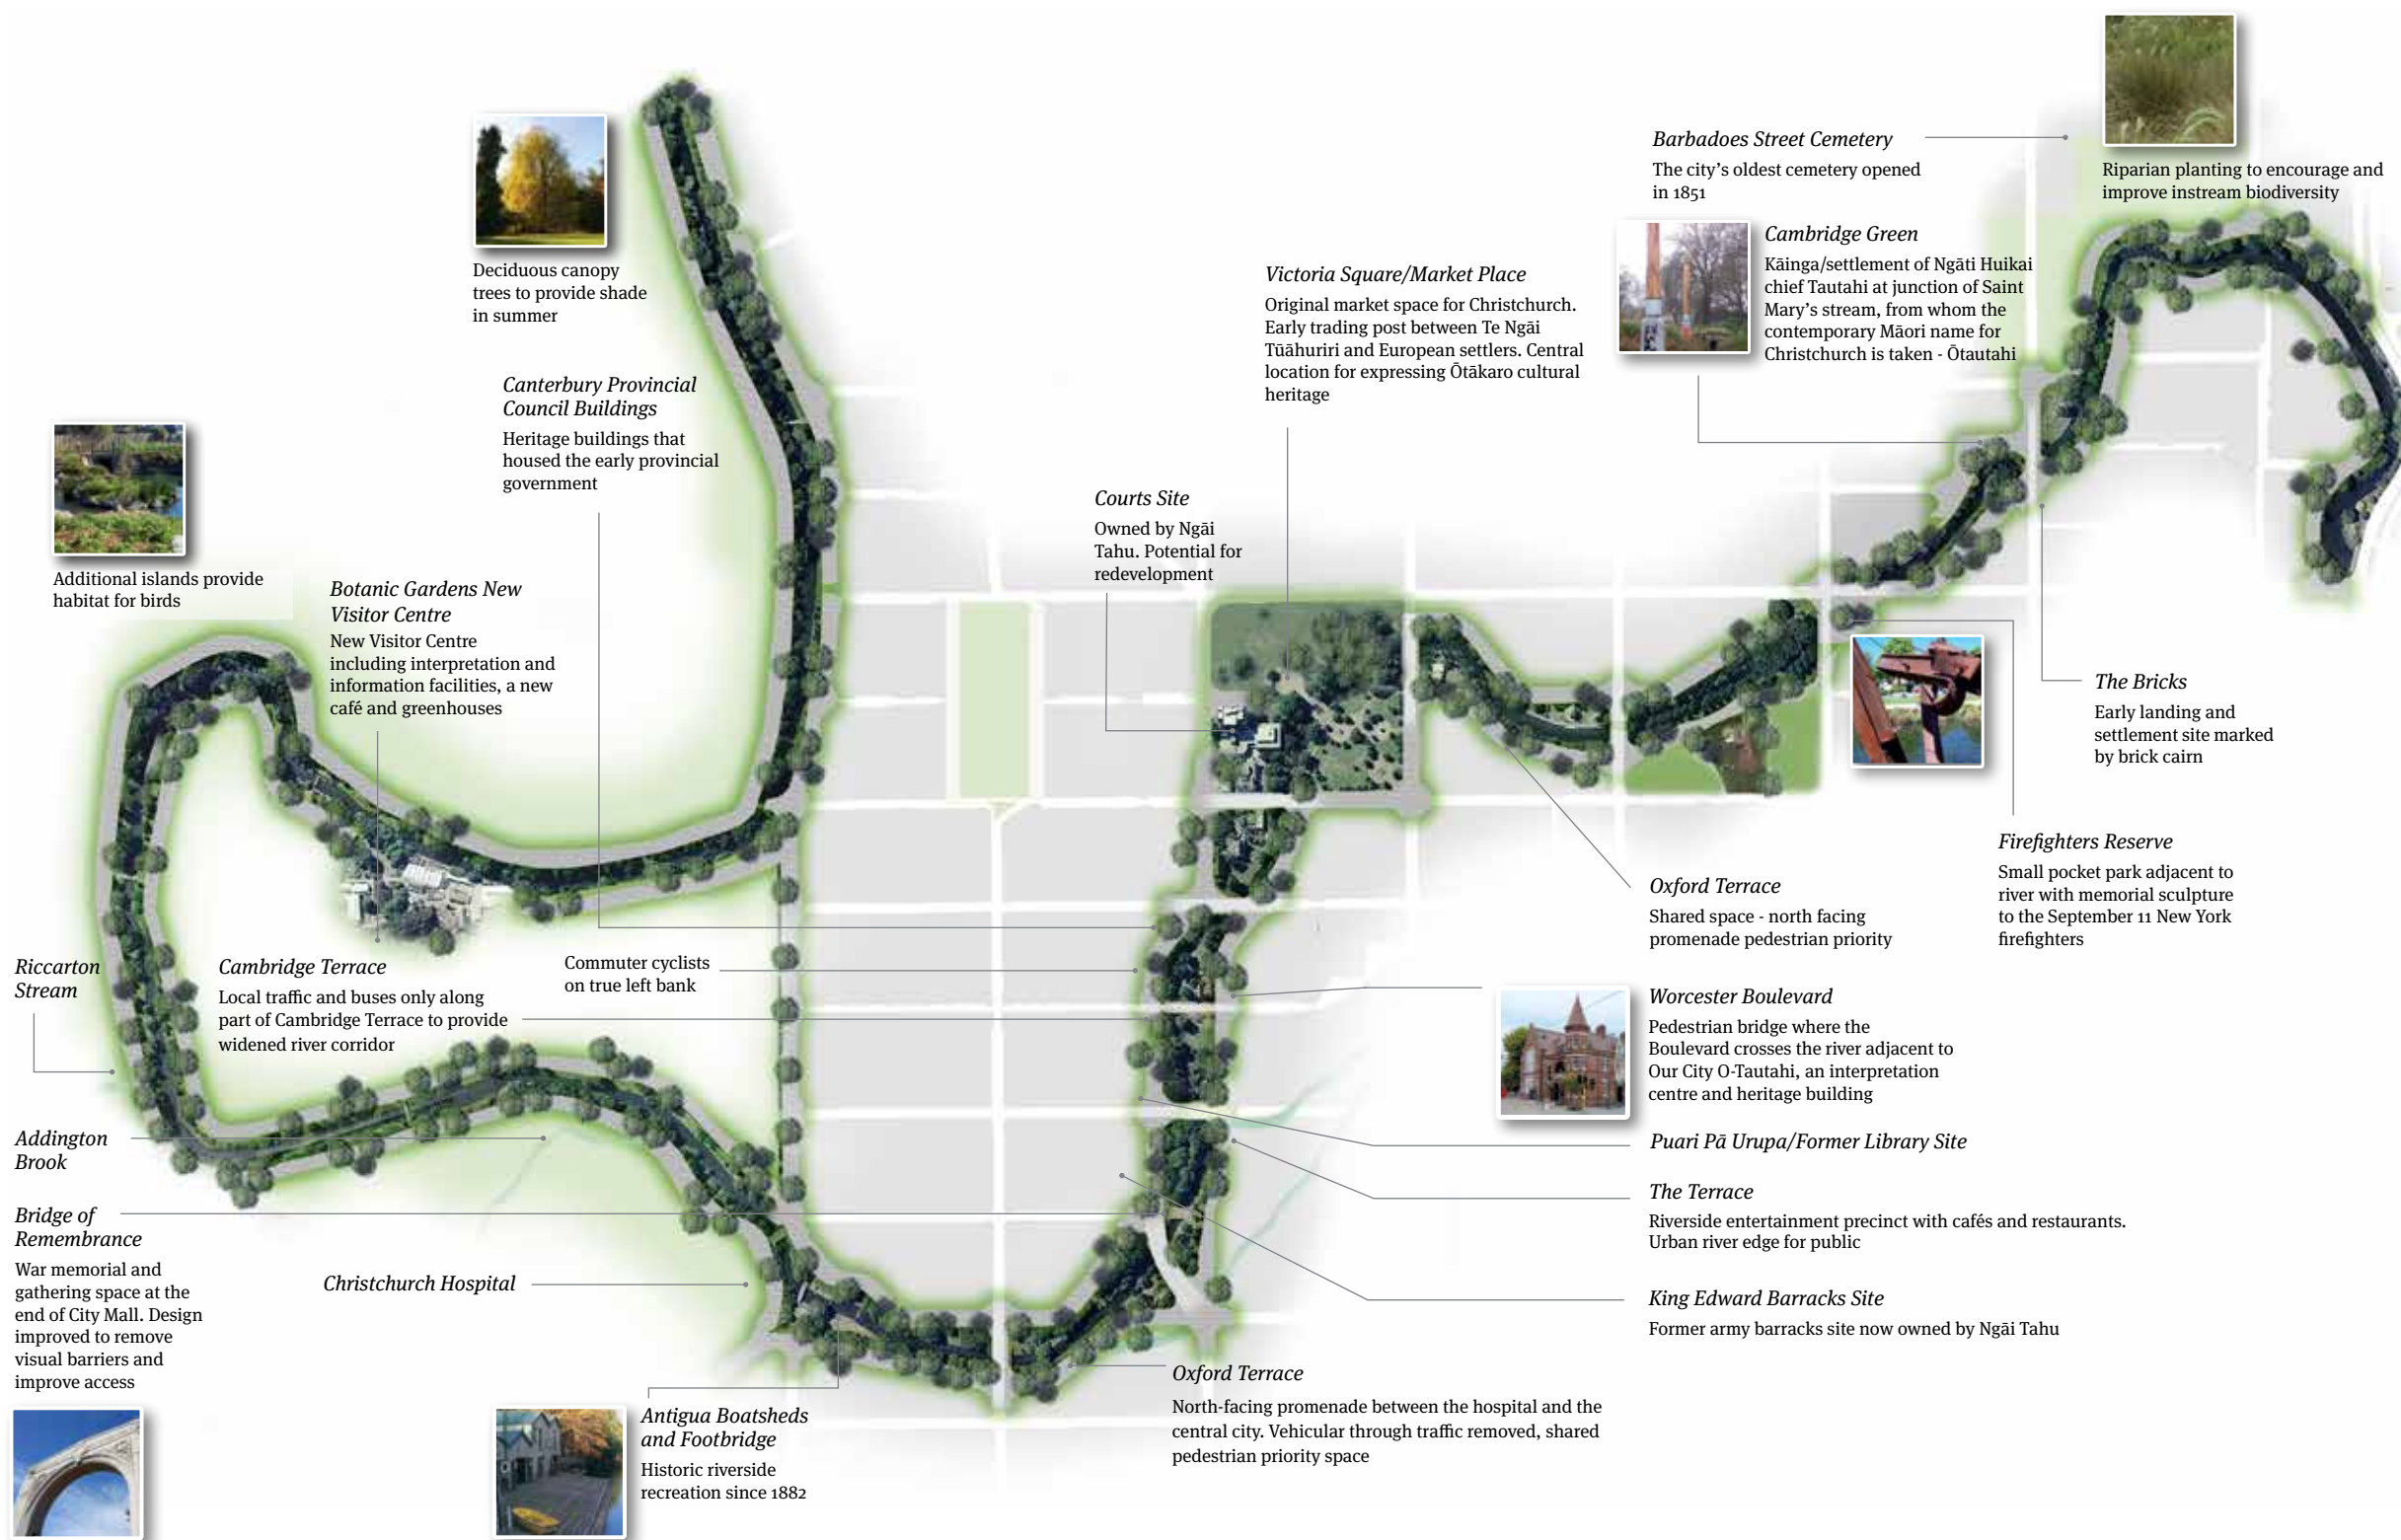 Deciduous canopy
trees to provide shade
in summer
Canterbury Provincial
Council Buildings
Heritage buildings that
housed the early provincial
government
Additional islands provide
habitat for birds
Botanic Gardens New
Visitor Centre
New Visitor Centre
including interpretation and
information facilities, a new
café and greenhouses
Riccarton
Stream
Cambridge Terrace
Local traffic and buses only along
part of Cambridge Terrace to provide
widened river corridor
Commuter cyclists
on true left bank
Addington
Brook
Bridge of
Remembrance
War memorial and
gathering space at the
end of City Mall. Design
improved to remove
visual barriers and
improve access
Christchurch Hospital
Antigua Boatsheds
and Footbridge
Historic riverside
recreation since 1882
Courts Site
Owned by Ngāi
Tahu. Potential for
redevelopment
Victoria Square/Market Place
Original market space for Christchurch.
Early trading post between Te Ngāi
Tūāhuriri and European settlers. Central
location for expressing Ōtākaro cultural
heritage
Barbadoes Street Cemetery
The city's oldest cemetery opened
in 1851
Riparian planting to encourage and
improve instream biodiversity
Cambridge Green
Kāinga/settlement of Ngāti Huikai
chief Tautahi at junction of Saint
Mary's stream, from whom the
contemporary Māori name for
Christchurch is taken - Ōtautahi
The Bricks
Early landing and
settlement site marked
by brick cairn
Firefighters Reserve
Small pocket park adjacent to
river with memorial sculpture
to the September 11 New York
firefighters
Oxford Terrace
Shared space - north facing
promenade pedestrian priority
Worcester Boulevard
Pedestrian bridge where the
Boulevard crosses the river adjacent to
Our City O-Tautahi, an interpretation
centre and heritage building
Puari Pā Urupa/Former Library Site
The Terrace
Riverside entertainment precinct with cafés and restaurants.
Urban river edge for public
King Edward Barracks Site
Former army barracks site now owned by Ngāi Tahu
Oxford Terrace
North-facing promenade between the hospital and the
central city. Vehicular through traffic removed, shared
pedestrian priority space